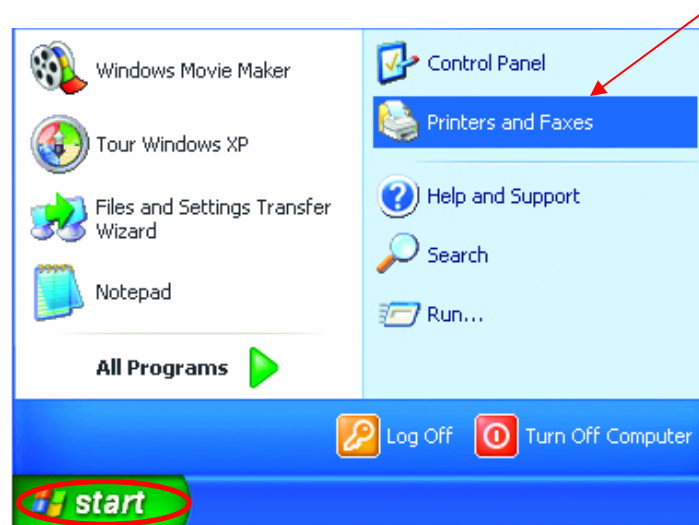 Windows Movie Maker
Tour Windows XP
Files and Settings Transfer
Wizard
Notepad
All Programs
Control Panel
Printers and Faxes
Help and Support
Search
Run...
Log Off
Turn Off Computer
start